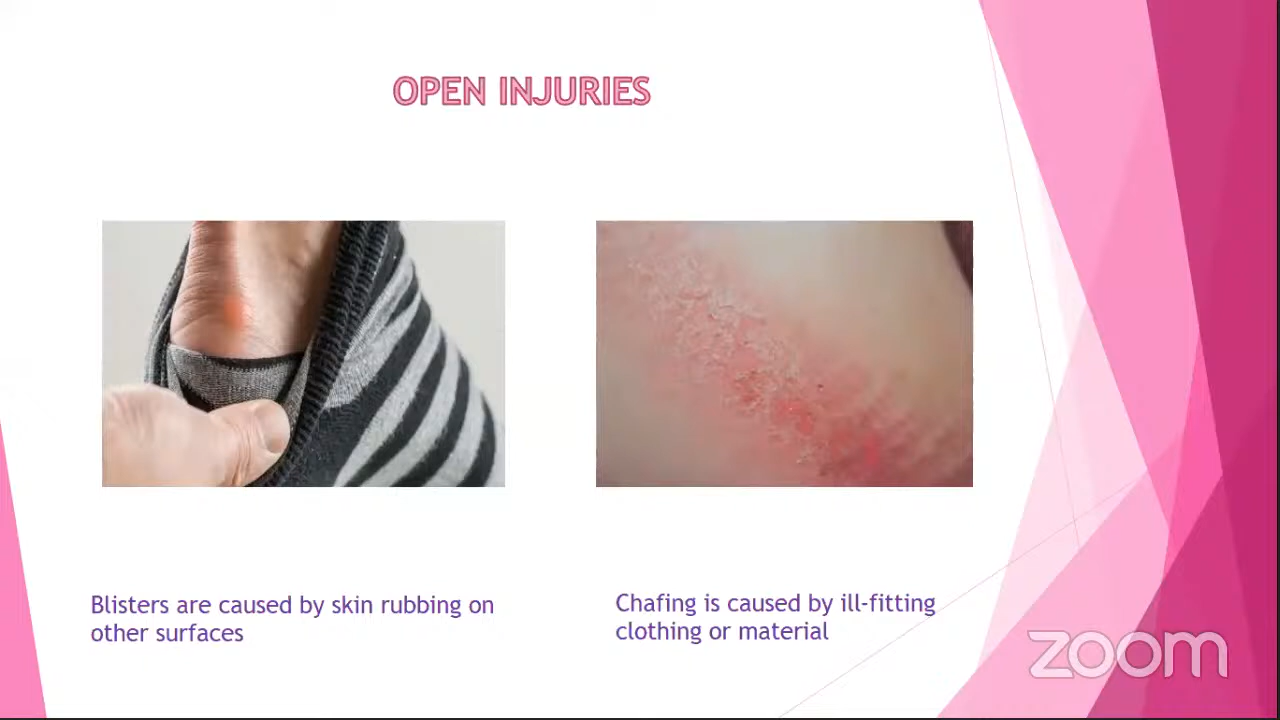 OPEN INJURIES
Blisters are caused by skin rubbing on
other surfaces
Chafing is caused by ill-fitting
clothing or material
zoom